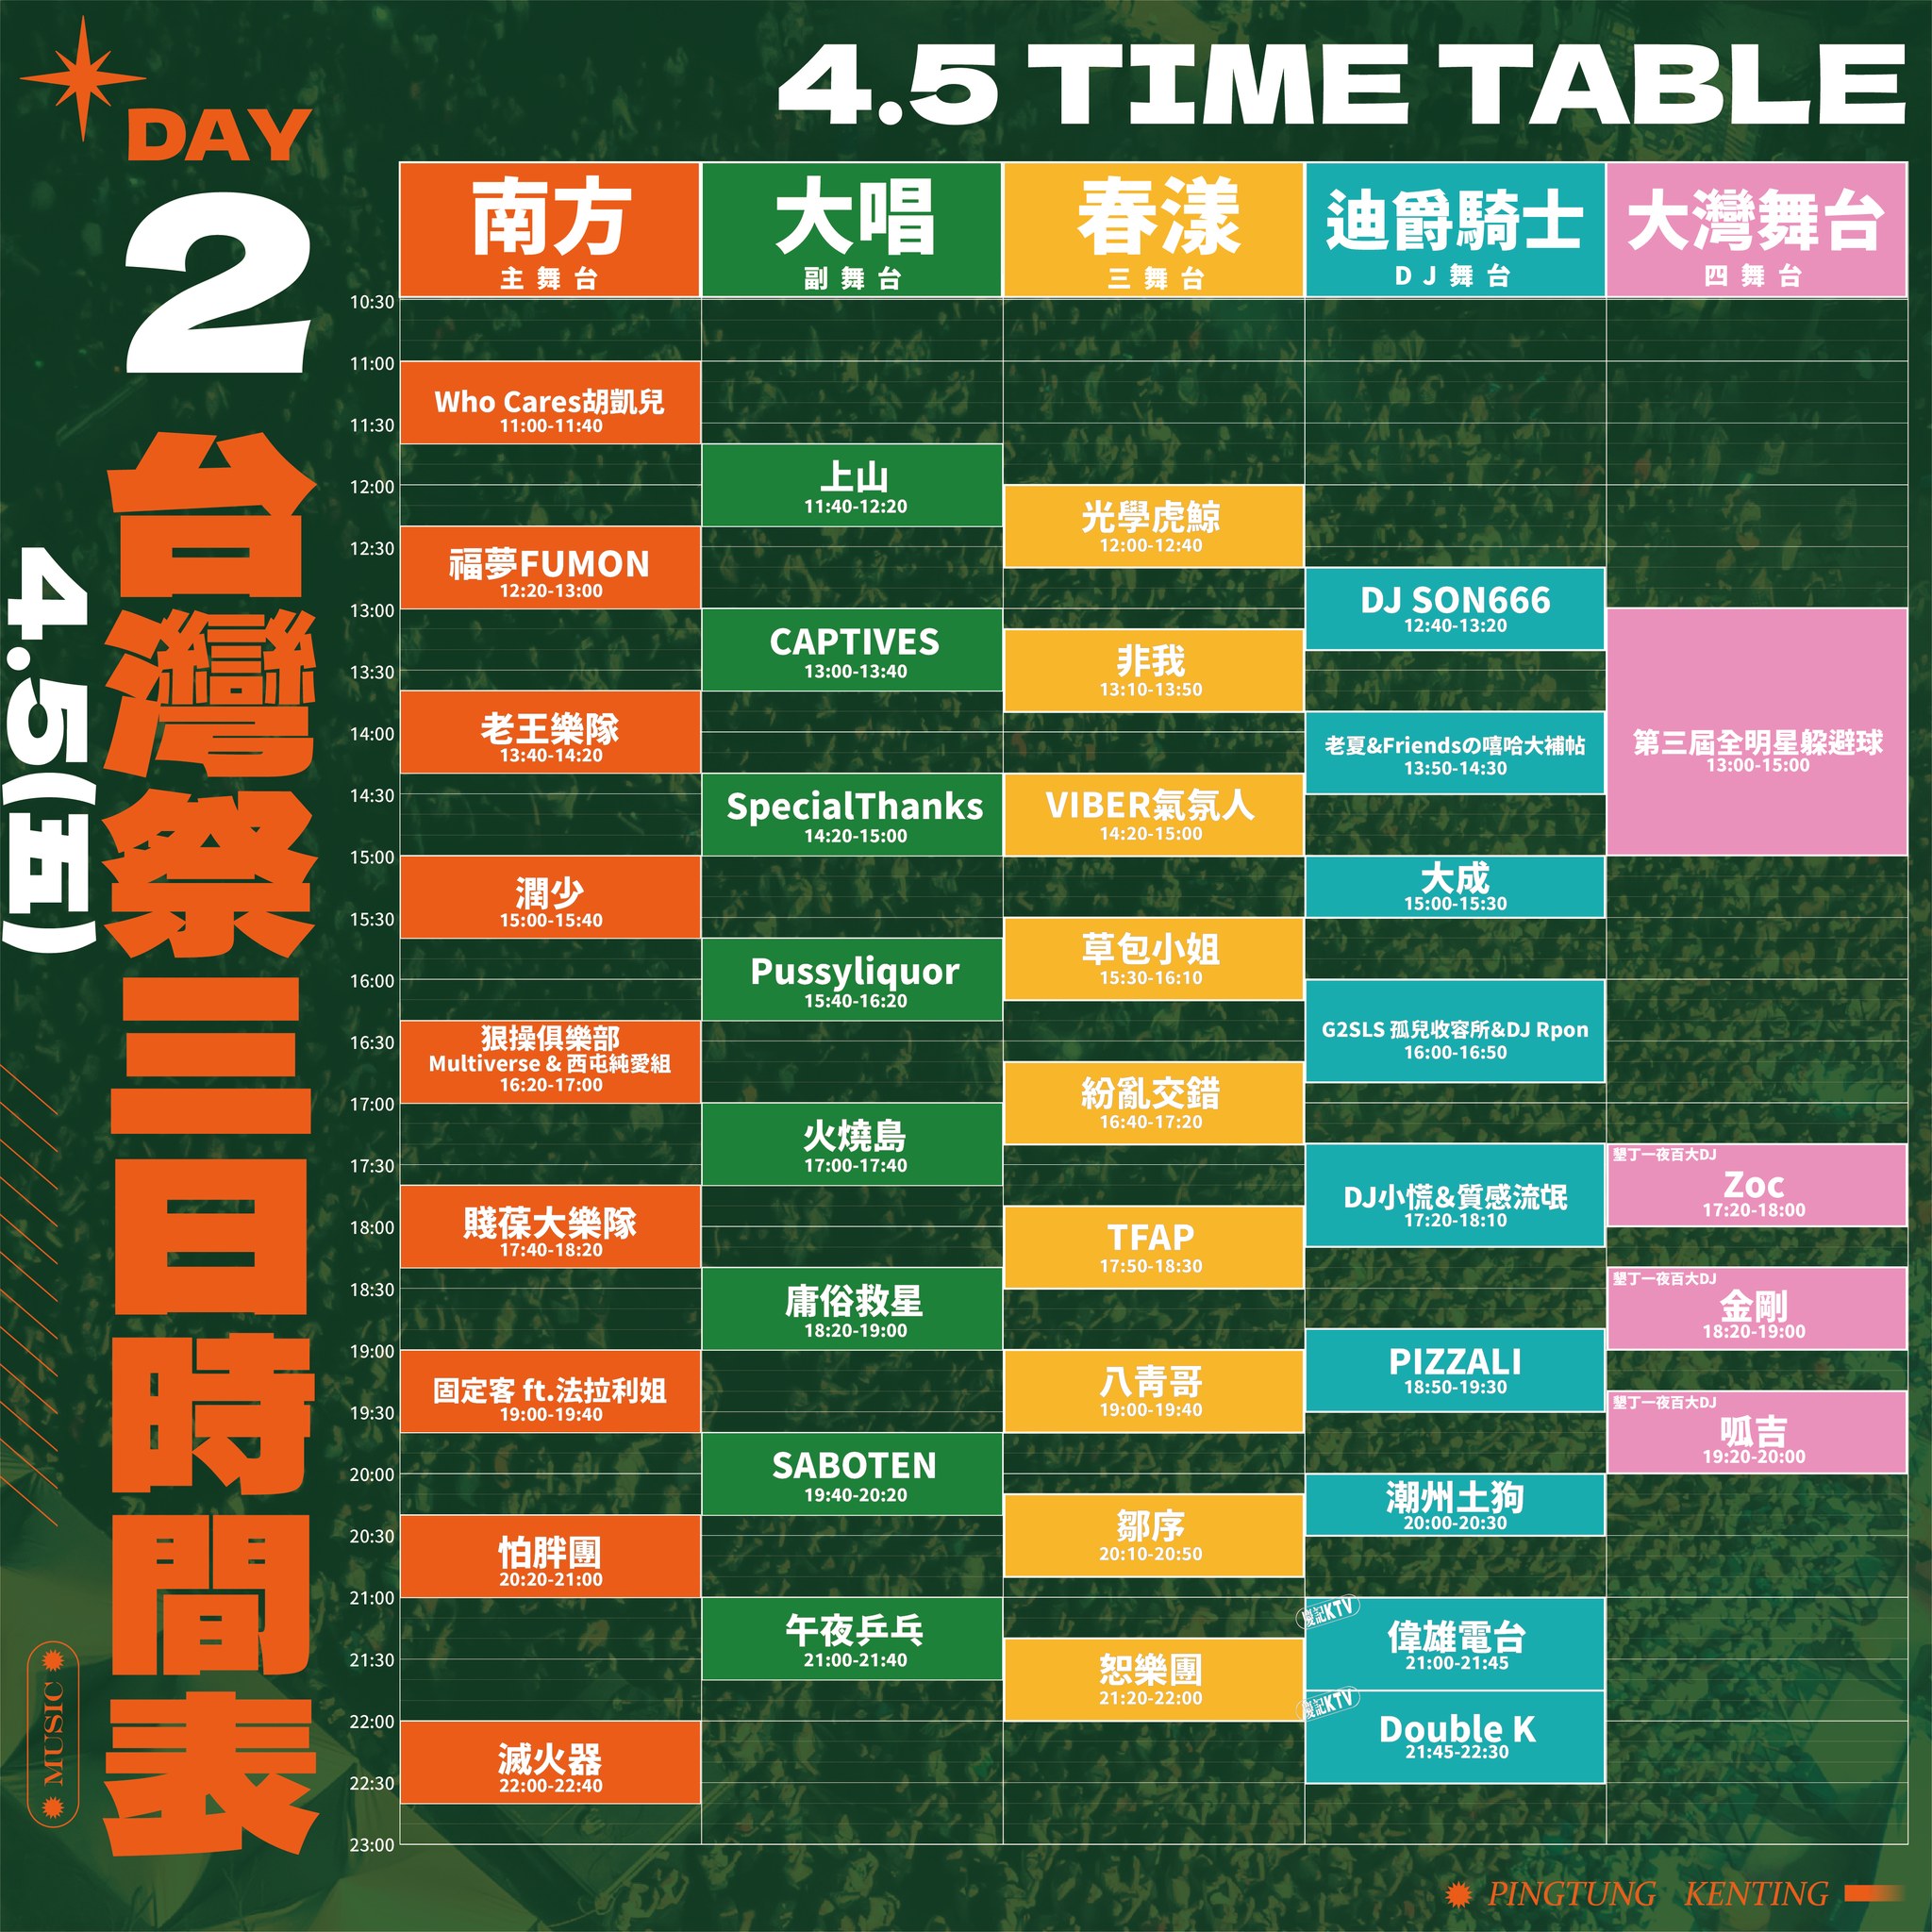 4.5 TIME TABLE
DAY
2
台灣祭三日時間表
4.5(五)
MUSIC
南方
主舞台
大唱
副舞台
春漾
三舞台
迪爵騎士
DJ舞台
大灣舞台
四舞台
10:30
11:00
11:30
12:00
12:30
13:00
13:30
14:00
14:30
15:00
15:30
16:00
16:30
17:00
17:30
18:00
18:30
19:00
19:30
20:00
20:30
21:00
21:30
22:00
22:30
23:00
Who Cares胡凱兒
11:00-11:40
福夢FUMON
12:20-13:00
老王樂隊
13:40-14:20
潤少
15:00-15:40
狠操俱樂部
Multiverse & 西屯純愛組
16:20-17:00
賤葆大樂隊
17:40-18:20
固定客 ft.法拉利姐
19:00-19:40
怕胖團
20:20-21:00
滅火器
22:00-22:40
上山
11:40-12:20
CAPTIVES
13:00-13:40
SpecialThanks
14:20-15:00
Pussyliquor
15:40-16:20
火燒島
17:00-17:40
庸俗救星
18:20-19:00
SABOTEN
19:40-20:20
午夜乒乓
21:00-21:40
光學虎鯨
12:00-12:40
非我
13:10-13:50
VIBER氣氛人
14:20-15:00
草包小姐
15:30-16:10
紛亂交錯
16:40-17:20
TFAP
17:50-18:30
八靑哥
19:00-19:40
鄒序
20:10-20:50
恕樂團
21:20-22:00
DJ SON666
12:40-13:20
老夏&Friendsの嘻哈大補帖
13:50-14:30
大成
15:00-15:30
G2SLS 孤兒收容所&DJ Rpon
16:00-16:50
DJ小慌&質感流氓
17:20-18:10
PIZZALI
18:50-19:30
潮州土狗
20:00-20:30
慶記KTV
偉雄電台
21:00-21:45
慶記KTV
Double K
21:45-22:30
第三屆全明星躲避球
13:00-15:00
墾丁一夜百大DJ
Zoc
17:20-18:00
墾丁一夜百大DJ
金剛
18:20-19:00
墾丁一夜百大DJ
呱吉
19:20-20:00
PINGTUNG KENTING